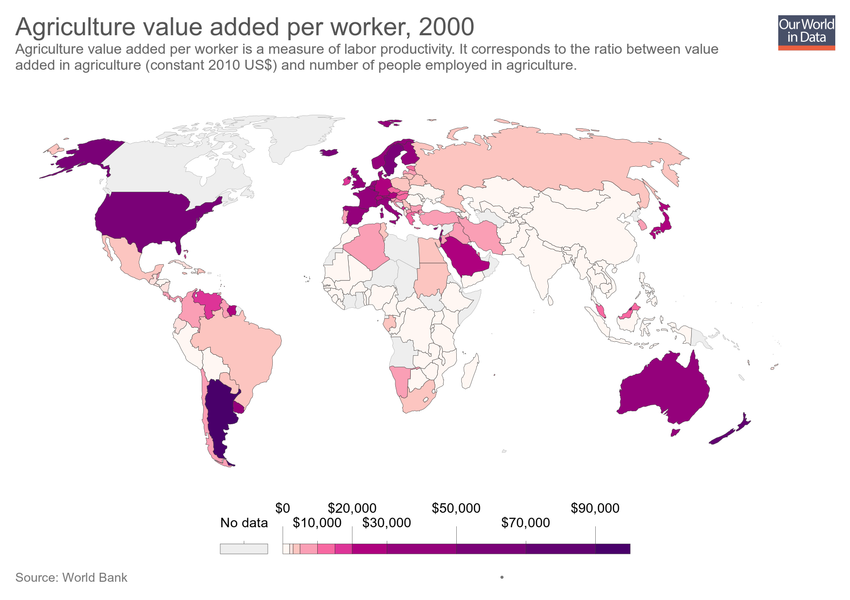 Agriculture value added per worker, 2000
Our World
in Data
Agriculture value added per worker is a measure of labor productivity. It corresponds to the ratio between value
added in agriculture (constant 2010 US$) and number of people employed in agriculture.
$0 $20,000 $50,000 $90,000
No data $10,000 $30,000 $70,000
Source: World Bank